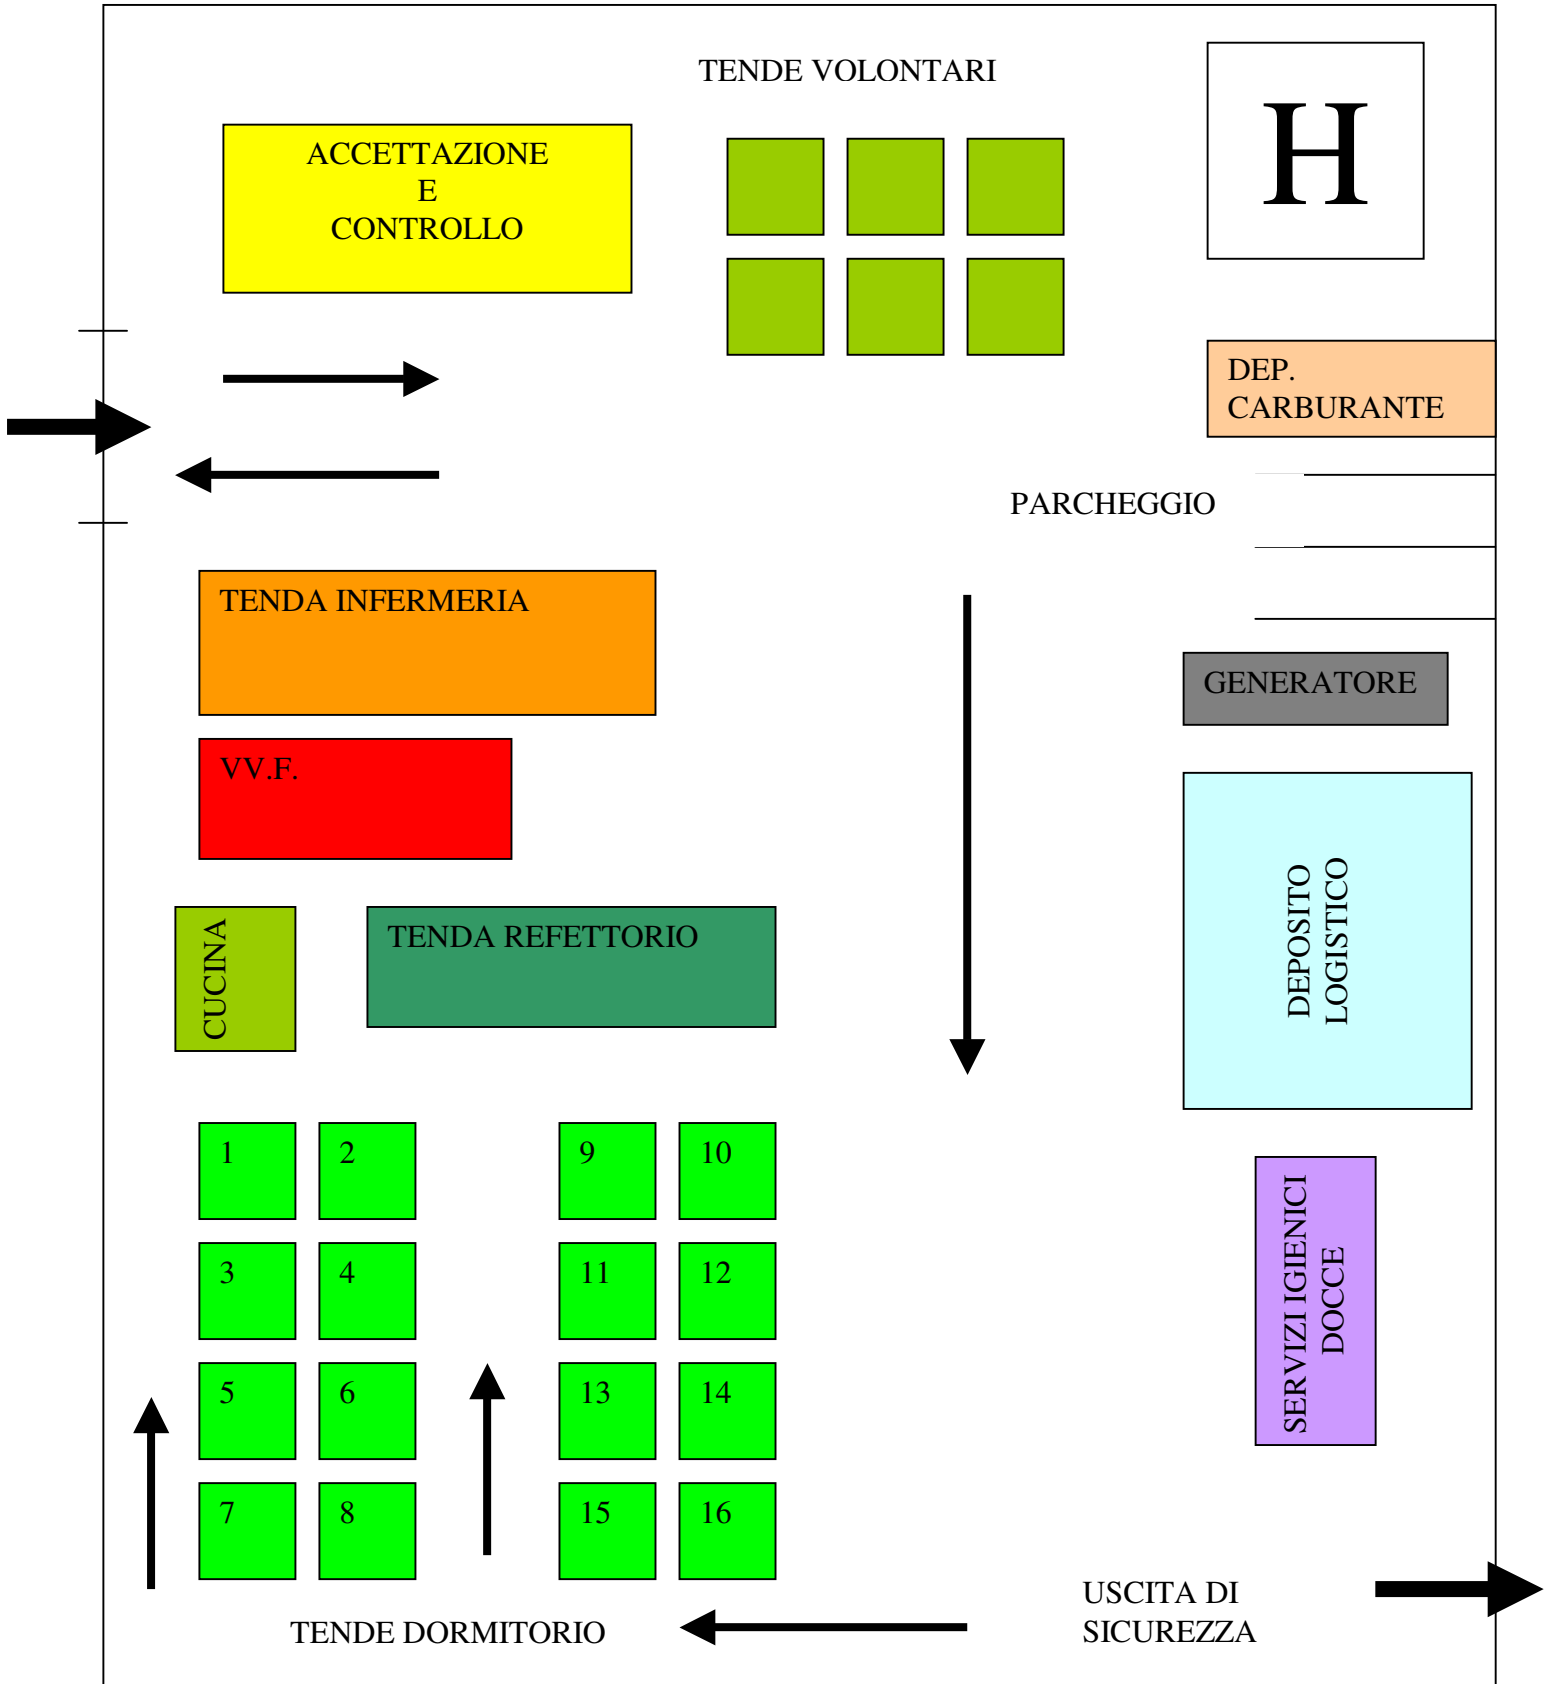 TENDE VOLONTARI
H
ACCETTAZIONE
E
CONTROLLO
DEP.
CARBURANTE
PARCHEGGIO
TENDA INFERMERIA
GENERATORE
VV.F.
DEPOSITO
LOGISTICO
CUCINA
TENDA REFETTORIO
1
2
9
10
3
4
11
12
SERVIZI IGIENICI
DOCCE
5
6
13
14
7
8
15
16
USCITA DI
SICUREZZA
TENDE DORMITORIO